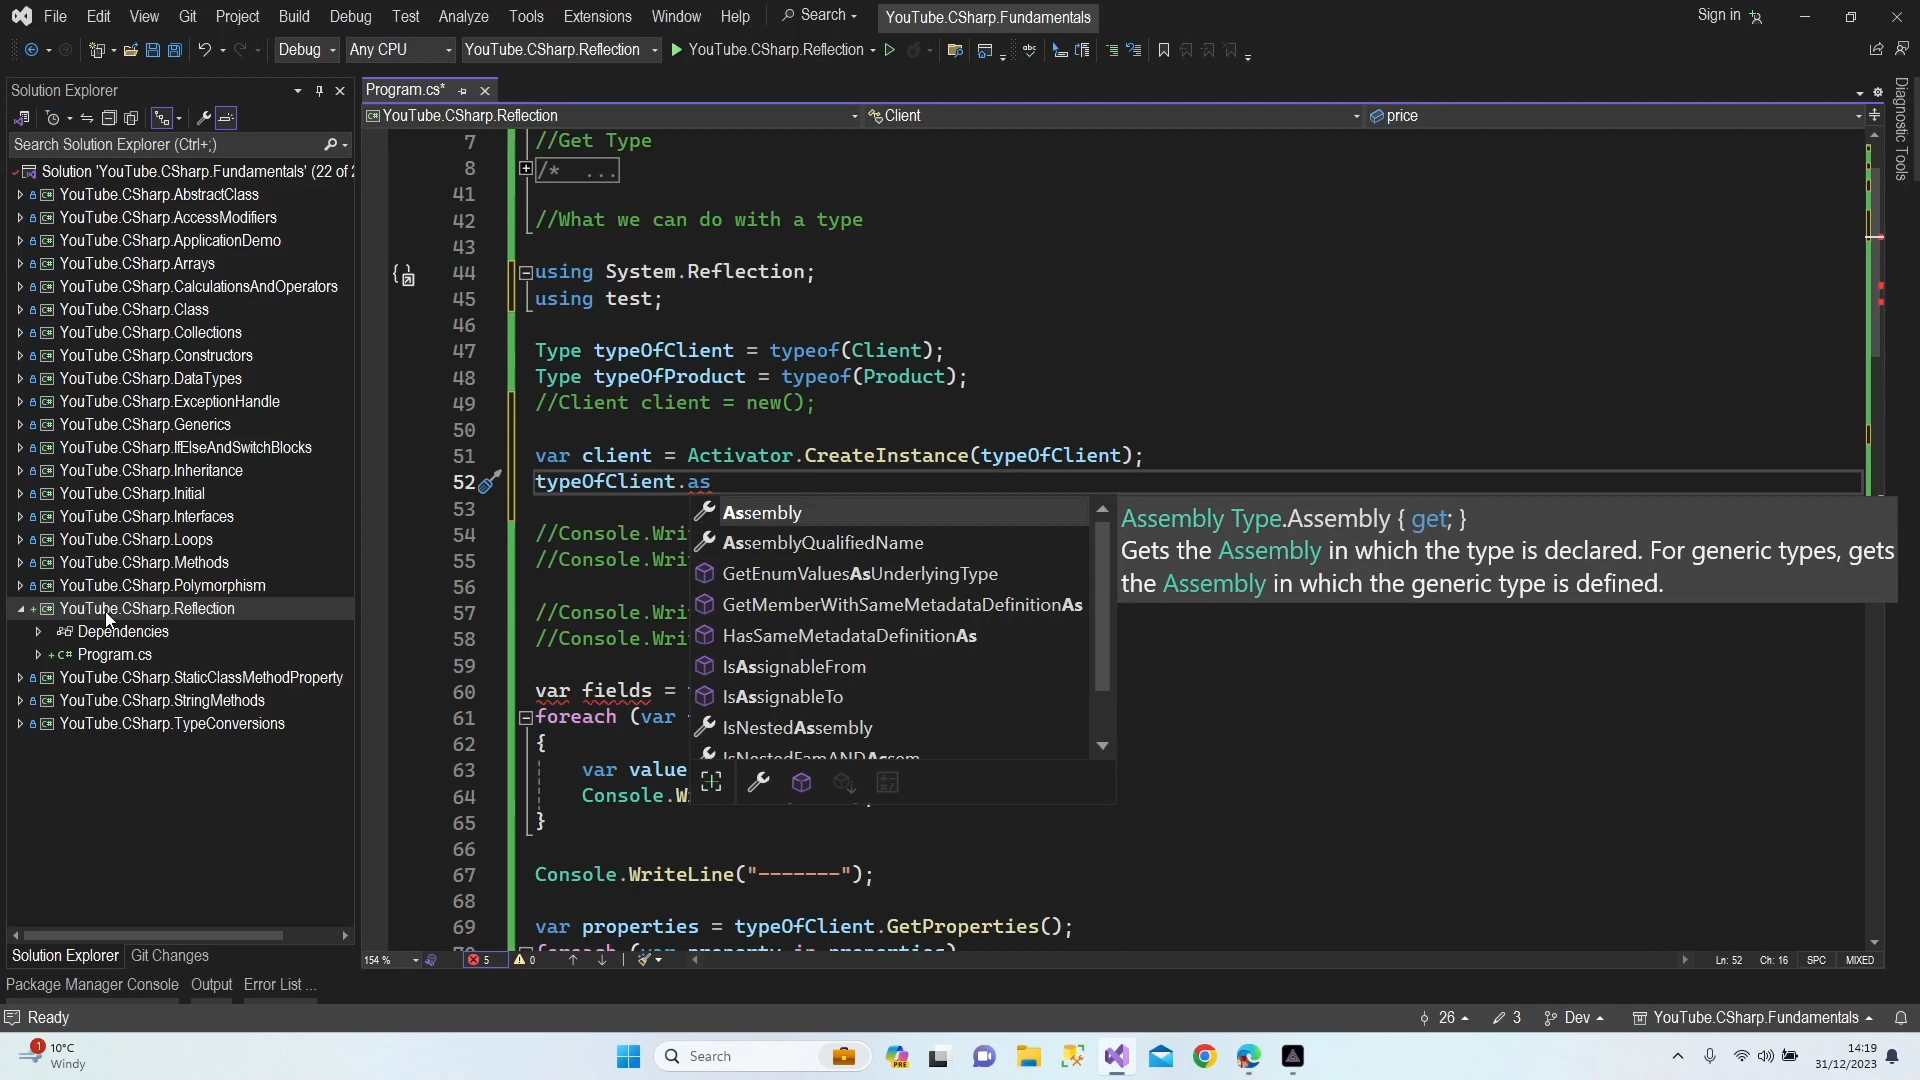 File Edit View Git Project Build Debug Test Analyze Tools Extensions Window Help Search YouTube.CSharp.Fundamentals Sign in
Debug Any CPU YouTube.CSharp.Reflection YouTube.CSharp.Reflection
Solution Explorer
Search Solution Explorer (Ctrl+;)
Solution 'YouTube.CSharp.Fundamentals' (22 of 2
YouTube.CSharp.AbstractClass
YouTube.CSharp.AccessModifiers
YouTube.CSharp.ApplicationDemo
YouTube.CSharp.Arrays
YouTube.CSharp.CalculationsAndOperators
YouTube.CSharp.Class
YouTube.CSharp.Collections
YouTube.CSharp.Constructors
YouTube.CSharp.DataTypes
YouTube.CSharp.ExceptionHandle
YouTube.CSharp.Generics
YouTube.CSharp.IfElseAndSwitchBlocks
YouTube.CSharp.Inheritance
YouTube.CSharp.Initial
YouTube.CSharp.Interfaces
YouTube.CSharp.Loops
YouTube.CSharp.Methods
YouTube.CSharp.Polymorphism
YouTube.CSharp.Reflection
Dependencies
Program.cs
YouTube.CSharp.StaticClassMethodProperty
YouTube.CSharp.StringMethods
YouTube.CSharp.TypeConversions
Solution Explorer Git Changes
Package Manager Console Output Error List ...
Program.cs*
YouTube.CSharp.Reflection Client price
7 //Get Type
8 /* ...
41
42 //What we can do with a type
43
44 using System.Reflection;
45 using test;
46
47 Type typeOfClient = typeof(Client);
48 Type typeOfProduct = typeof(Product);
49 //Client client = new();
50
51 var client = Activator.CreateInstance(typeOfClient);
52 typeOfClient.as
53
54 //Console.Wri
55 //Console.Wri
56
57 //Console.Wri
58 //Console.Wri
59
60 var fields =
61 foreach (var
62 {
63 var value
64 Console.W
65 }
66
67 Console.WriteLine("-------");
68
69 var properties = typeOfClient.GetProperties();
70 foreach (var property in properties)
Assembly
AssemblyQualifiedName
GetEnumValuesAsUnderlyingType
GetMemberWithSameMetadataDefinitionAs
HasSameMetadataDefinitionAs
IsAssignableFrom
IsAssignableTo
IsNestedAssembly
IsNestedFamANDAssem
Assembly Type.Assembly { get; }
Gets the Assembly in which the type is declared. For generic types, gets
the Assembly in which the generic type is defined.
Diagnostic Tools
154 % 5 0 Ln: 52 Ch: 16 SPC MIXED
Ready 26 3 Dev YouTube.CSharp.Fundamentals
1 10°C
Windy
Search
PRE
14:19
31/12/2023